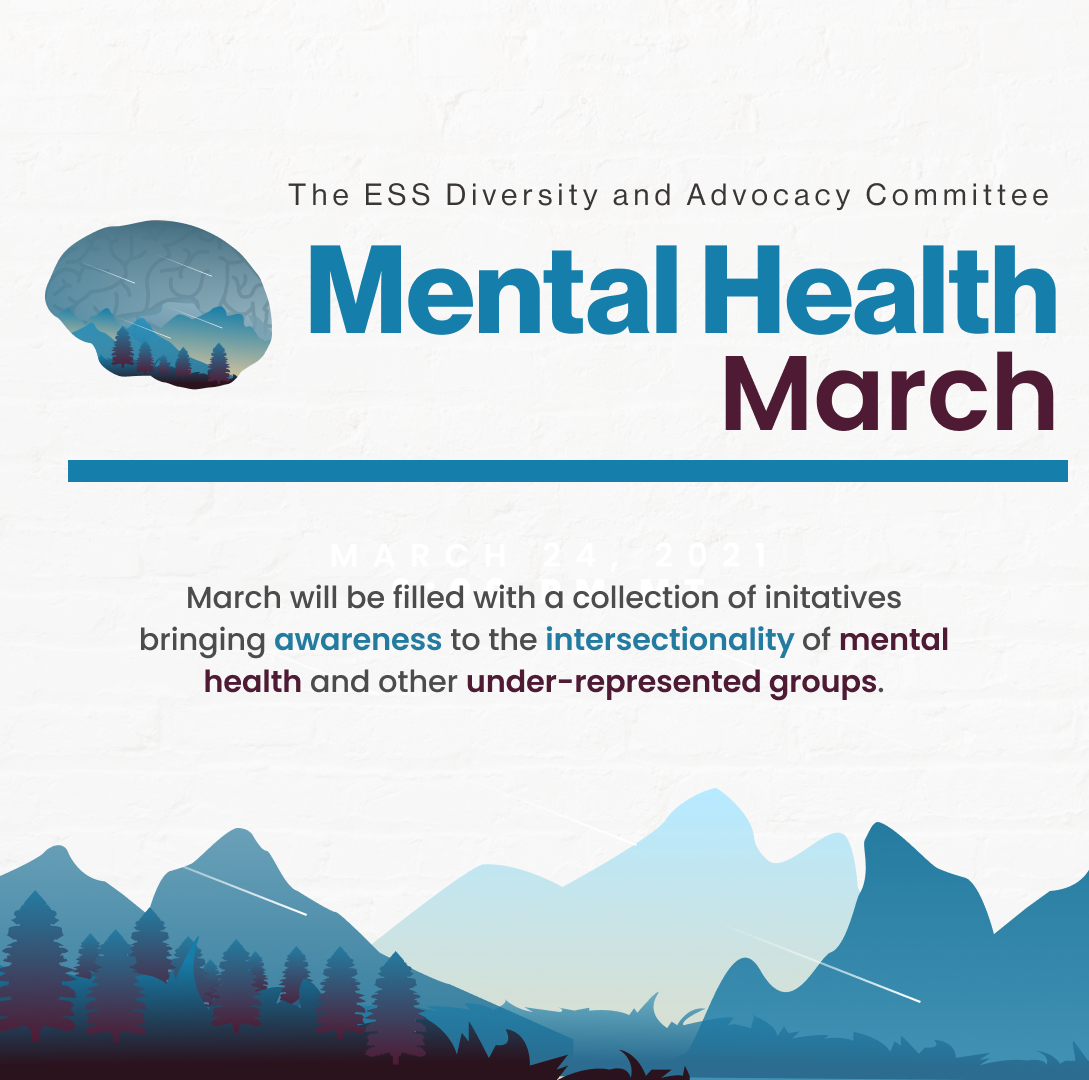 The ESS Diversity and Advocacy Committee
Mental Health
March
MARCH 24, 2021
March will be filled with a collection of initatives
bringing awareness to the intersectionality of mental
health and other under-represented groups.